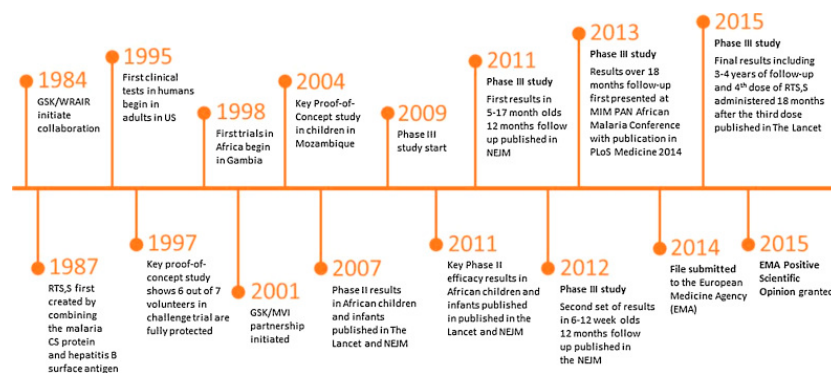 1984
GSK/WRAIR
initiate
collaboration
1995
First clinical
tests in humans
begin in
adults in US
1998
First trials in
Africa begin
in Gambia
2004
Key Proof-of-
Concept study
in children in
Mozambique
2009
Phase III
study start
2011
Phase III study
First results in
5-17 month olds
12 months follow
up published in
NEJM
2013
Phase III study
Results over 18
months follow-up
first presented at
MIM PAN African
Malaria Conference
with publication in
PLoS Medicine 2014
2015
Phase III study
Final results including
3-4 years of follow-up
and 4th dose of RTS,S
administered 18 months
after the third dose
published in The Lancet
1987
RTS,S first
created by
combining
the malaria
CS protein
and hepatitis B
surface antigen
1997
Key proof-of-
concept study
shows 6 out of 7
volunteers in
challenge trial are
fully protected
2001
GSK/MVI
partnership
initiated
2007
Phase II results
in African children
and infants
published in The
Lancet and NEJM
2011
Key Phase II
efficacy results in
African children and
infants published
in published in the
Lancet and NEJM
2012
Phase III study
Second set of results
in 6-12 week olds
12 months follow
up published in
the NEJM
2014
File submitted
to the European
Medicine Agency
(EMA)
2015
EMA Positive
Scientific
Opinion granted